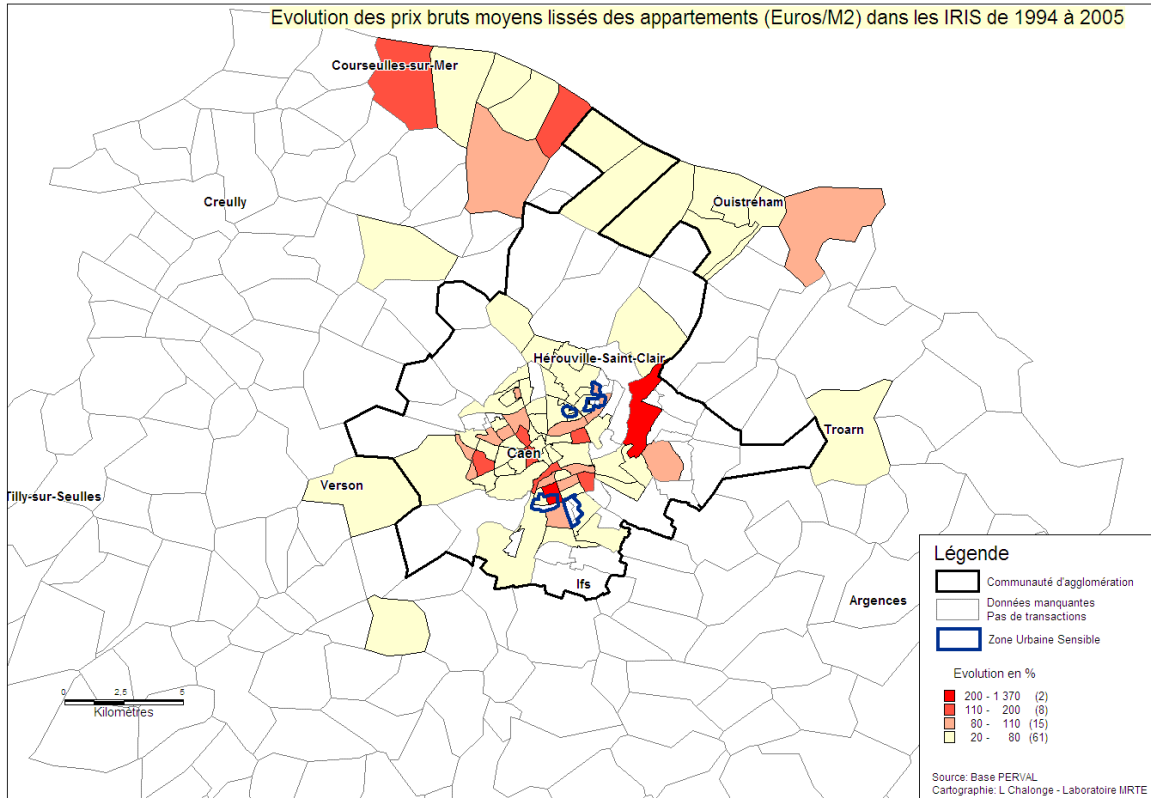 Evolution des prix bruts moyens lissés des appartements (Euros/M2) dans les IRIS de 1994 à 2005
Courseulles-sur-Mer
Creully
Ouistreham
Hérouville-Saint-Clair
Troarn
Caen
Verson
Tilly-sur-Seulles
Ifs
Argences
0 2,5 5
Kilomètres
Légende
Communauté d'agglomération
Données manquantes
Pas de transactions
Zone Urbaine Sensible
Evolution en %
200 - 1 370 (2)
110 - 200 (8)
80 - 110 (15)
20 - 80 (61)
Source: Base PERVAL
Cartographie: L Chalonge - Laboratoire MRTE